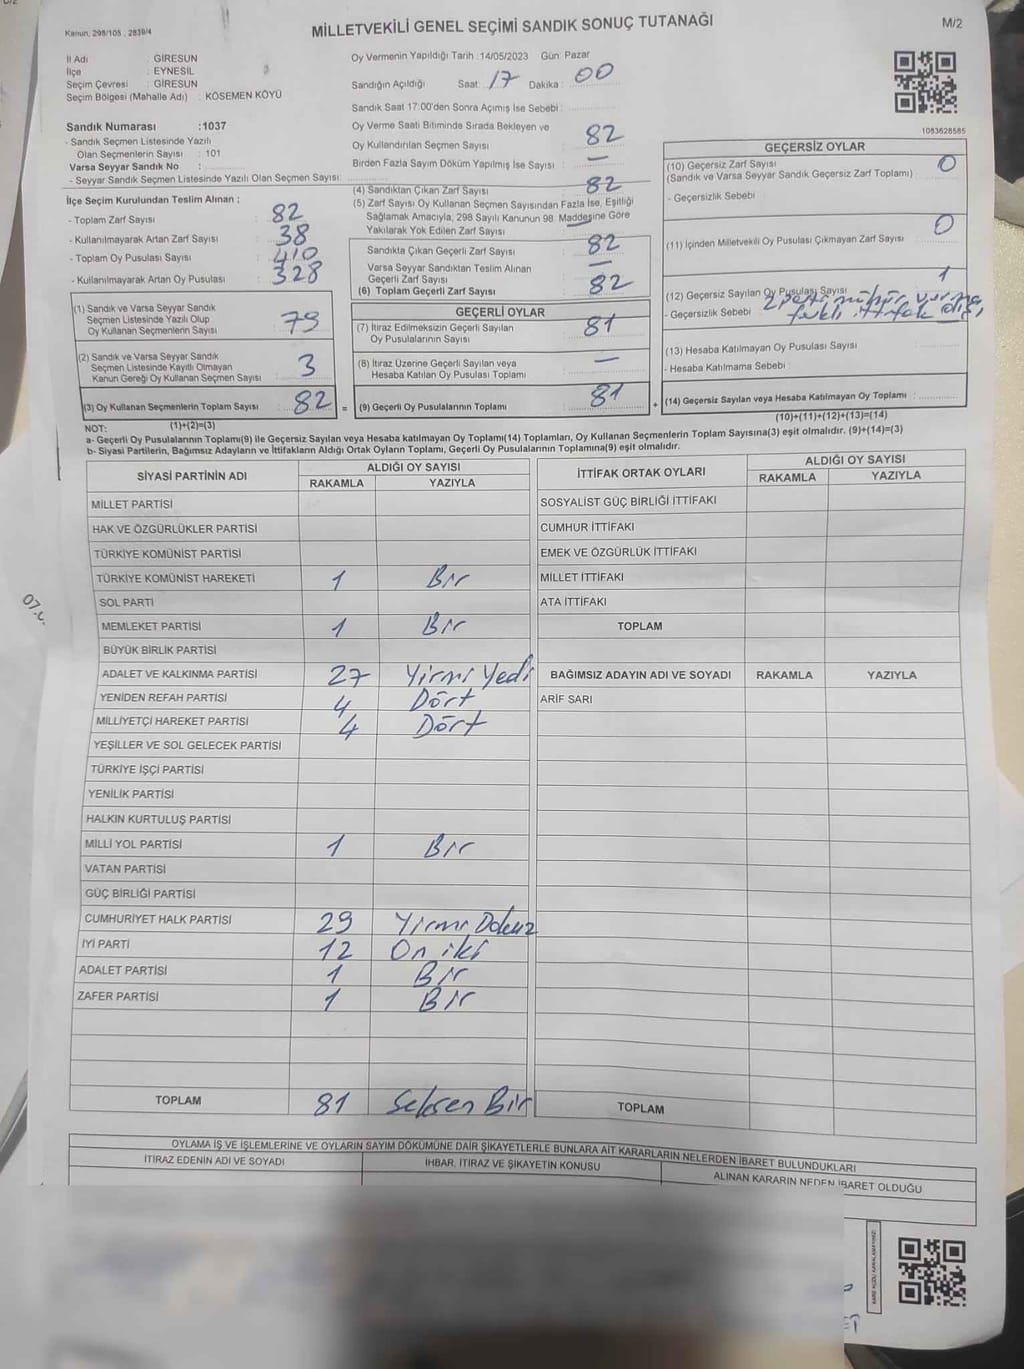 Kanun, 298/105 , 2839/4
MİLLETVEKİLİ GENEL SEÇİMİ SANDIK SONUÇ TUTANAĞI
M/2
İl Adı : GİRESUN
İlçe : EYNESİL
Seçim Çevresi : GİRESUN
Seçim Bölgesi (Mahalle Adı) : KÖSEMEN KÖYÜ
Oy Vermenin Yapıldığı Tarih :14/05/2023 Gün: Pazar
Sandığın Açıldığı Saat: 17 Dakika : 00
Sandık Saat 17:00'den Sonra Açımış İse Sebebi :
Sandık Numarası :1037
- Sandık Seçmen Listesinde Yazılı
Olan Seçmenlerin Sayısı : 101
Varsa Seyyar Sandık No :
- Seyyar Sandık Seçmen Listesinde Yazılı Olan Seçmen Sayısı:
Oy Verme Saati Bitiminde Sırada Bekleyen ve
Oy Kullandırılan Seçmen Sayısı : 82
Birden Fazla Sayım Döküm Yapılmış İse Sayısı : —
1083628585
İlçe Seçim Kurulundan Teslim Alınan ;
- Toplam Zarf Sayısı : 82
- Kullanılmayarak Artan Zarf Sayısı : 38
- Toplam Oy Pusulası Sayısı : 410
- Kullanılmayarak Artan Oy Pusulası : 328
(4) Sandıktan Çıkan Zarf Sayısı : 82
(5) Zarf Sayısı Oy Kullanan Seçmen Sayısından Fazla İse, Eşitliği
Sağlamak Amacıyla, 298 Sayılı Kanunun 98. Maddesine Göre
Yakılarak Yok Edilen Zarf Sayısı : —
Sandıkta Çıkan Geçerli Zarf Sayısı : 82
Varsa Seyyar Sandıktan Teslim Alınan
Geçerli Zarf Sayısı : —
(6) Toplam Geçerli Zarf Sayısı : 82
GEÇERSİZ OYLAR
(10) Geçersiz Zarf Sayısı : 0
(Sandık ve Varsa Seyyar Sandık Geçersiz Zarf Toplamı)
- Geçersizlik Sebebi
(11) İçinden Milletvekili Oy Pusulası Çıkmayan Zarf Sayısı : 0
(12) Geçersiz Sayılan Oy Pusulası Sayısı : 1
- Geçersizlik Sebebi
(13) Hesaba Katılmayan Oy Pusulası Sayısı :
- Hesaba Katılmama Sebebi :
(14) Geçersiz Sayılan veya Hesaba Katılmayan Oy Toplamı :
(10)+(11)+(12)+(13)=(14)
(1) Sandık ve Varsa Seyyar Sandık
Seçmen Listesinde Yazılı Olup
Oy Kullanan Seçmenlerin Sayısı : 79
(2) Sandık ve Varsa Seyyar Sandık
Seçmen Listesinde Kayıtlı Olmayan
Kanun Gereği Oy Kullanan Seçmen Sayısı : 3
(3) Oy Kullanan Seçmenlerin Toplam Sayısı : 82 =
(1)+(2)=(3)
GEÇERLİ OYLAR
(7) İtiraz Edilmeksizin Geçerli Sayılan
Oy Pusulalarının Sayısı : 81
(8) İtiraz Üzerine Geçerli Sayılan veya
Hesaba Katılan Oy Pusulası Toplamı : —
(9) Geçerli Oy Pusulalarının Toplamı : 81 +
NOT:
a- Geçerli Oy Pusulalarının Toplamı(9) ile Geçersiz Sayılan veya Hesaba katılmayan Oy Toplamı(14) Toplamları, Oy Kullanan Seçmenlerin Toplam Sayısına(3) eşit olmalıdır. (9)+(14)=(3)
b- Siyasi Partilerin, Bağımsız Adayların ve İttifakların Aldığı Ortak Oyların Toplamı, Geçerli Oy Pusulasının Toplamına(9) eşit olmalıdır.
SİYASİ PARTİNİN ADI ALDIĞI OY SAYISI
RAKAMLA YAZIYLA
MİLLET PARTİSİ
HAK VE ÖZGÜRLÜKLER PARTİSİ
TÜRKİYE KOMÜNİST PARTİSİ
TÜRKİYE KOMÜNİST HAREKETİ 1 Bir
SOL PARTİ
MEMLEKET PARTİSİ 1 Bir
BÜYÜK BİRLİK PARTİSİ
ADALET VE KALKINMA PARTİSİ 27 Yirmi Yedi
YENİDEN REFAH PARTİSİ 4 Dört
MİLLİYETÇİ HAREKET PARTİSİ 4 Dört
YEŞİLLER VE SOL GELECEK PARTİSİ
TÜRKİYE İŞÇİ PARTİSİ
YENİLİK PARTİSİ
HALKIN KURTULUŞ PARTİSİ
MİLLİ YOL PARTİSİ 1 Bir
VATAN PARTİSİ
GÜÇ BİRLİĞİ PARTİSİ
CUMHURİYET HALK PARTİSİ 29 Yirmi Dokuz
İYİ PARTİ 12 On iki
ADALET PARTİSİ 1 Bir
ZAFER PARTİSİ 1 Bir
TOPLAM 81 Seksen Bir
İTTİFAK ORTAK OYLARI ALDIĞI OY SAYISI
RAKAMLA YAZIYLA
SOSYALİST GÜÇ BİRLİĞİ İTTİFAKI
CUMHUR İTTİFAKI
EMEK VE ÖZGÜRLÜK İTTİFAKI
MİLLET İTTİFAKI
ATA İTTİFAKI
TOPLAM
BAĞIMSIZ ADAYIN ADI VE SOYADI RAKAMLA YAZIYLA
ARİF SARI
TOPLAM
OYLAMA İŞ VE İŞLEMLERİNE VE OYLARIN SAYIM DÖKÜMÜNE DAİR ŞİKAYETLERLE BUNLARA AİT KARARLARIN NELERDEN İBARET BULUNDUKLARI
İTİRAZ EDENİN ADI VE SOYADI İHBAR, İTİRAZ VE ŞİKAYETİN KONUSU ALINAN KARARIN NEDEN İBARET OLDUĞU